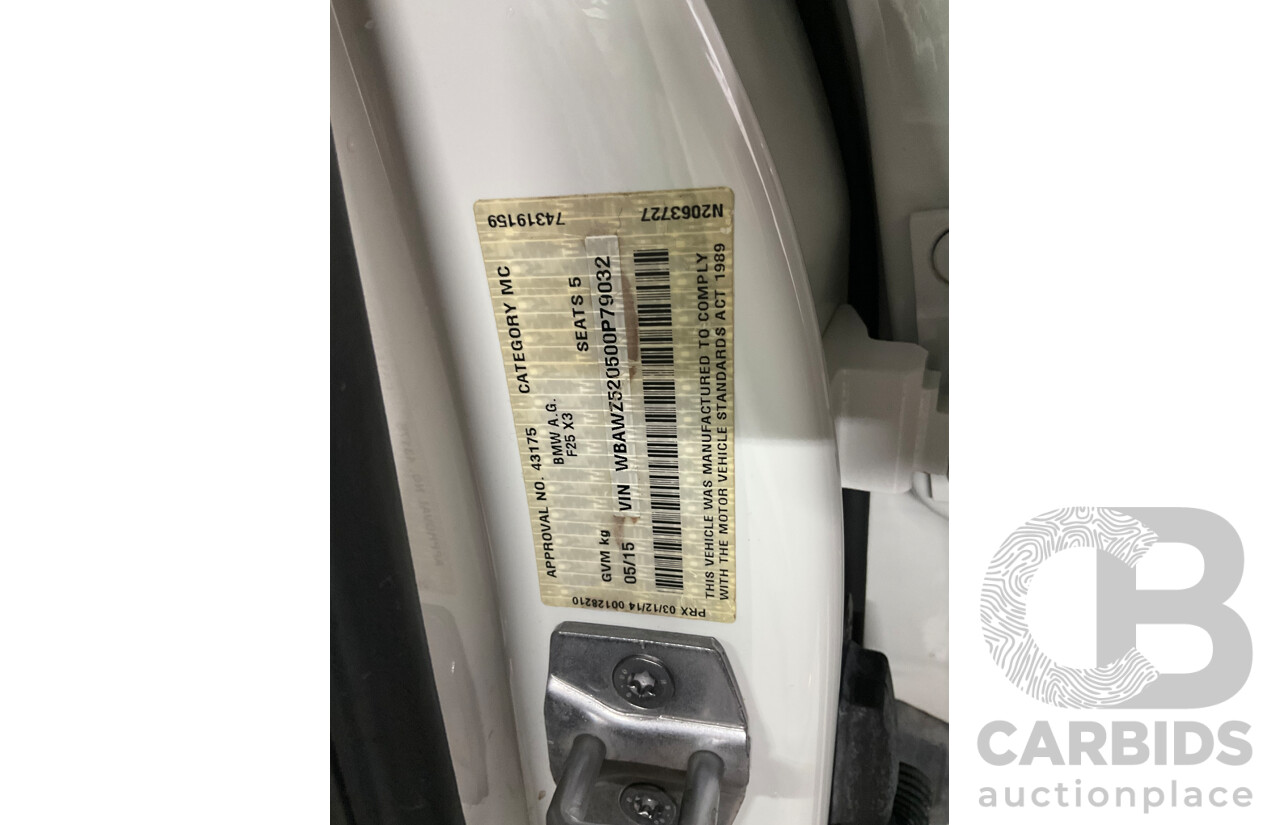 74319159
N2063727
APPROVAL NO. 43175 CATEGORY MC
BMW A.G.
F25 X3
SEATS 5
GVM kg
05/15
VIN WBAWZ520500P79032
THIS VEHICLE WAS MANUFACTURED TO COMPLY
WITH THE MOTOR VEHICLE STANDARDS ACT 1989
PRX 03/12/14 00128210
CB
CARBIDS
auctionplace